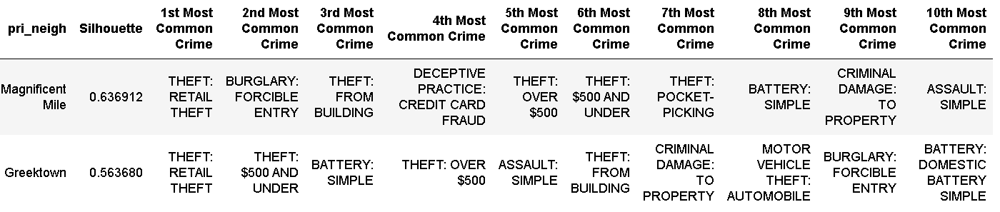 pri_neigh Silhouette 1st Most Common Crime 2nd Most Common Crime 3rd Most Common Crime 4th Most Common Crime 5th Most Common Crime 6th Most Common Crime 7th Most Common Crime 8th Most Common Crime 9th Most Common Crime 10th Most Common Crime
Magnificent Mile 0.636912 THEFT: RETAIL THEFT BURGLARY: FORCIBLE ENTRY THEFT: FROM BUILDING DECEPTIVE PRACTICE: CREDIT CARD FRAUD THEFT: OVER $500 THEFT: $500 AND UNDER THEFT: POCKET-PICKING BATTERY: SIMPLE CRIMINAL DAMAGE: TO PROPERTY ASSAULT: SIMPLE
Greektown 0.563680 THEFT: RETAIL THEFT THEFT: $500 AND UNDER BATTERY: SIMPLE THEFT: OVER $500 ASSAULT: SIMPLE THEFT: FROM BUILDING CRIMINAL DAMAGE: TO PROPERTY MOTOR VEHICLE THEFT: AUTOMOBILE BURGLARY: FORCIBLE ENTRY BATTERY: DOMESTIC BATTERY SIMPLE